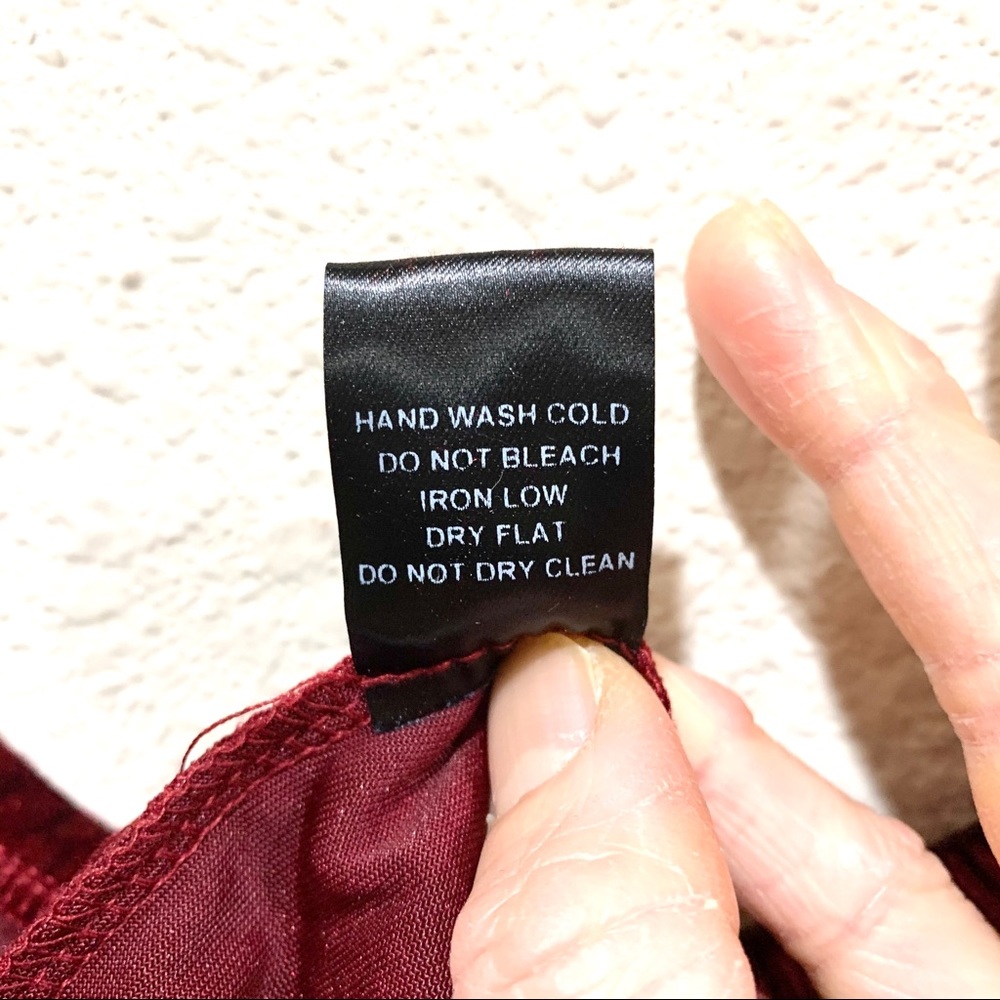 HAND WASH COLD
DO NOT BLEACH
IRON LOW
DRY FLAT
DO NOT DRY CLEAN